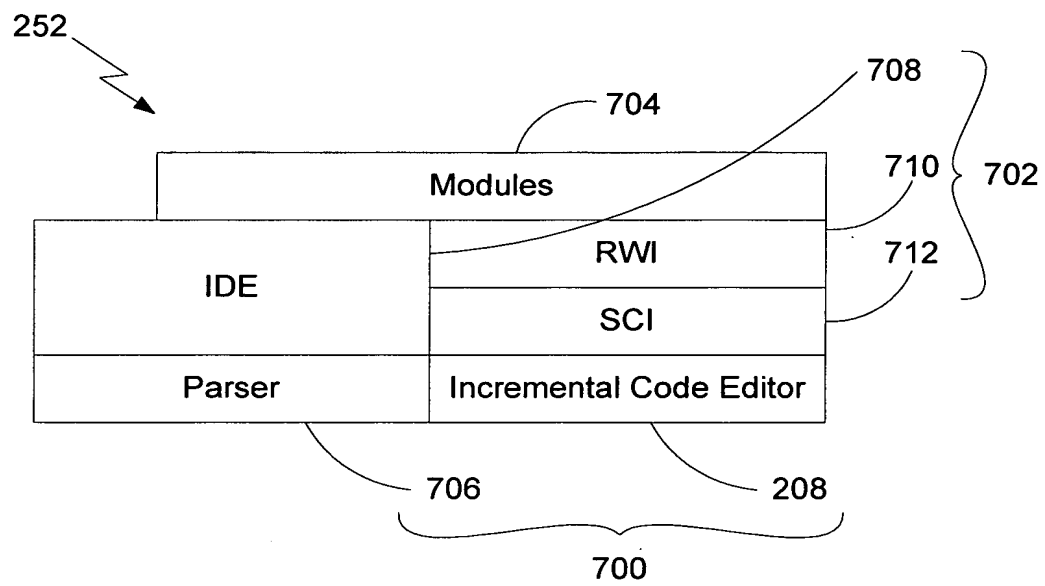 252
708
704
710
702
Modules
712
IDE
RWI
SCI
Parser
Incremental Code Editor
706
208
700